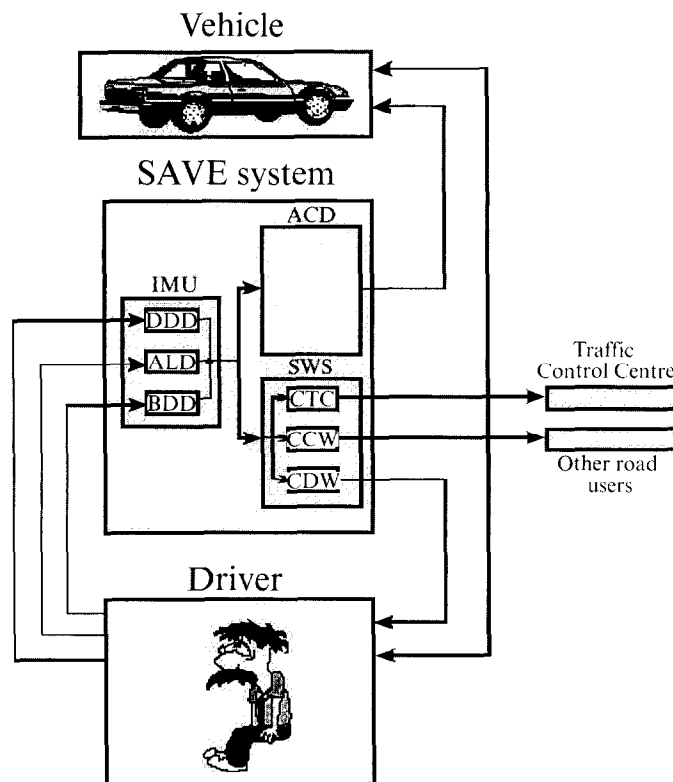 Vehicle
SAVE system
ACD
IMU
DDD
ALD
BDD
SWS
CTC
CCW
CDW
Traffic
Control Centre
Other road
users
Driver